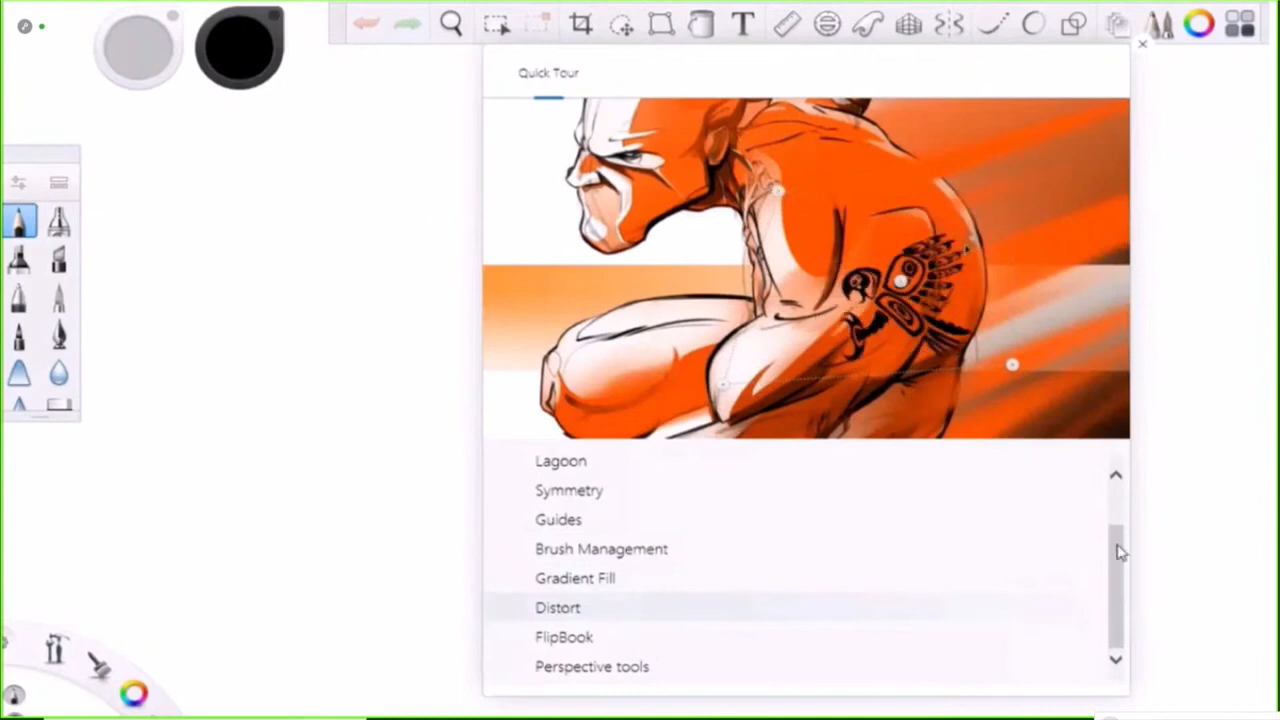 T
Quick Tour
Lagoon
Symmetry
Guides
Brush Management
Gradient Fill
Distort
FlipBook
Perspective tools